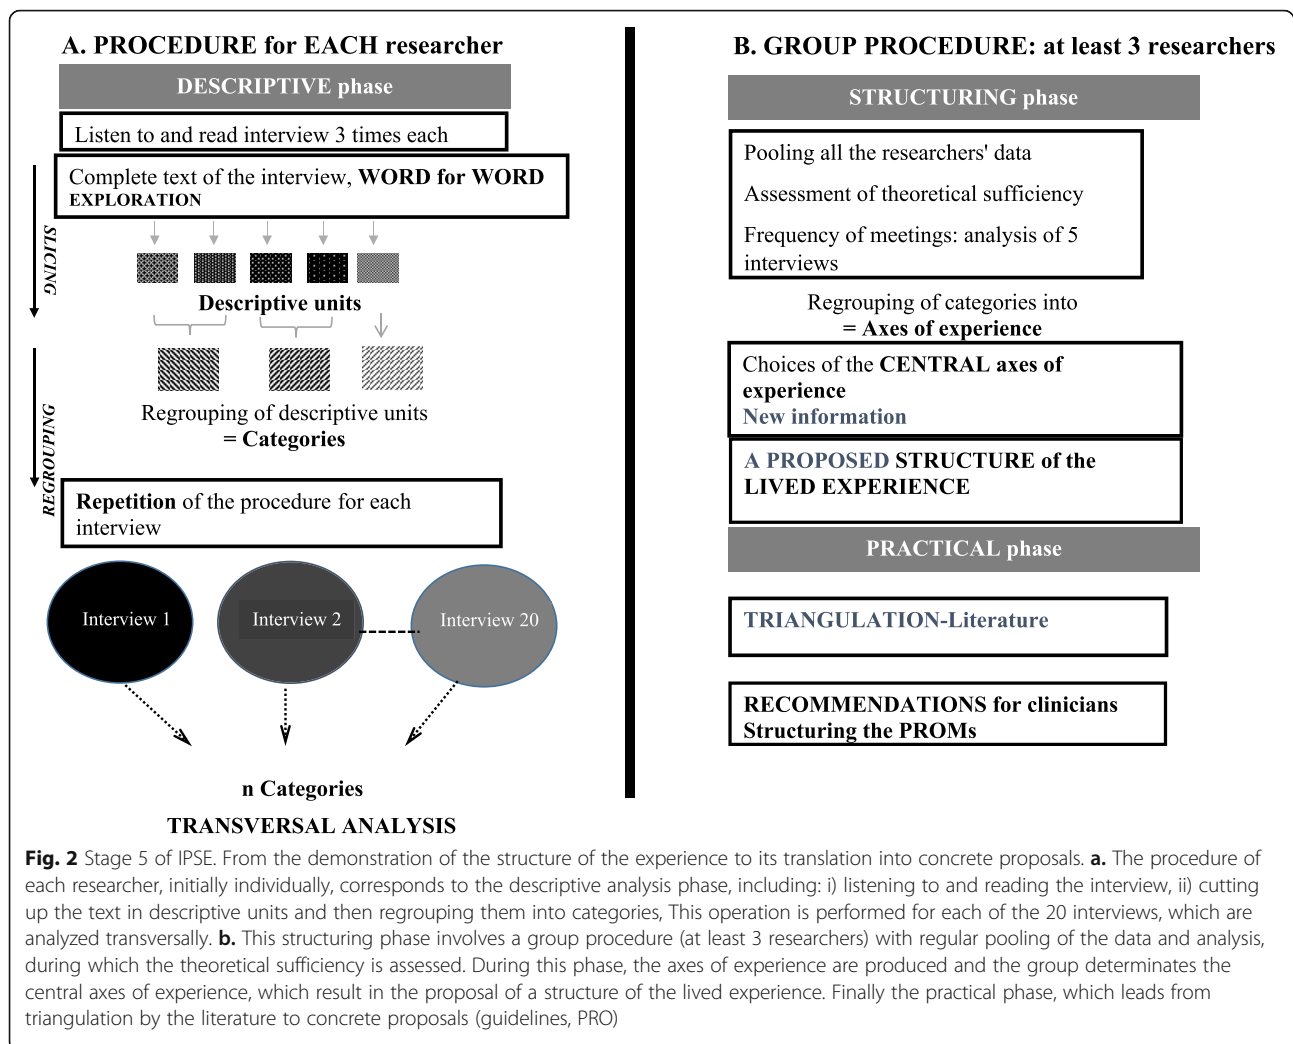 A. PROCEDURE for EACH researcher
DESCRIPTIVE phase
Listen to and read interview 3 times each
Complete text of the interview, WORD for WORD
EXPLORATION
SLICING
Descriptive units
REGROUPING
Regrouping of descriptive units
= Categories
Repetition of the procedure for each
interview
Interview 1
Interview 2
Interview 20
n Categories
TRANSVERSAL ANALYSIS
B. GROUP PROCEDURE: at least 3 researchers
STRUCTURING phase
Pooling all the researchers' data
Assessment of theoretical sufficiency
Frequency of meetings: analysis of 5
interviews
Regrouping of categories into
= Axes of experience
Choices of the CENTRAL axes of
experience
New information
A PROPOSED STRUCTURE of the
LIVED EXPERIENCE
PRACTICAL phase
TRIANGULATION-Literature
RECOMMENDATIONS for clinicians
Structuring the PROMs
Fig. 2 Stage 5 of IPSE. From the demonstration of the structure of the experience to its translation into concrete proposals. a. The procedure of
each researcher, initially individually, corresponds to the descriptive analysis phase, including: i) listening to and reading the interview, ii) cutting
up the text in descriptive units and then regrouping them into categories, This operation is performed for each of the 20 interviews, which are
analyzed transversally. b. This structuring phase involves a group procedure (at least 3 researchers) with regular pooling of the data and analysis,
during which the theoretical sufficiency is assessed. During this phase, the axes of experience are produced and the group determinates the
central axes of experience, which result in the proposal of a structure of the lived experience. Finally the practical phase, which leads from
triangulation by the literature to concrete proposals (guidelines, PRO)